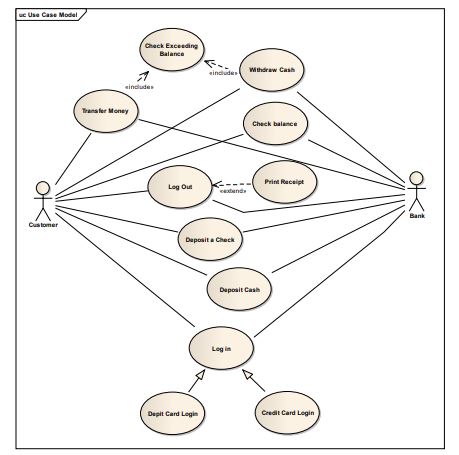 uc Use Case Model
Check Exceeding
Balance
Withdraw Cash
«include»
«include»
Transfer Money
Check balance
Log Out
Print Receipt
«extend»
Customer
Bank
Deposit a Check
Deposit Cash
Log in
Depit Card Login
Credit Card Login